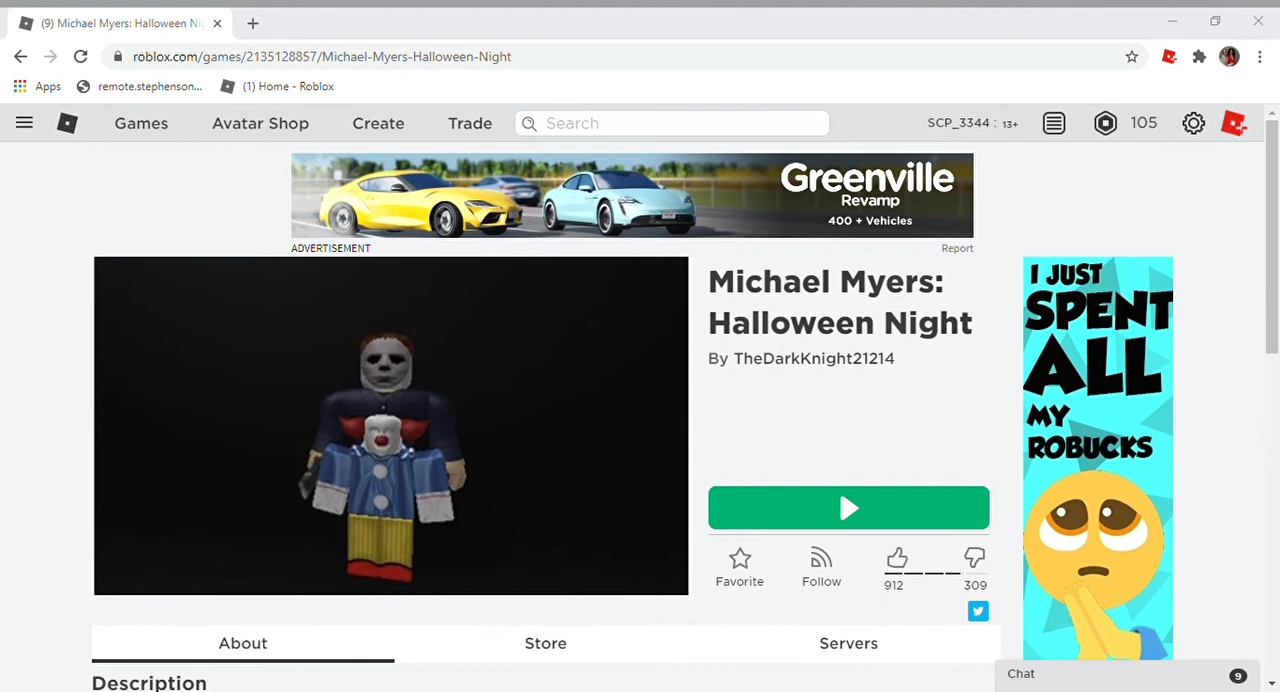 (9) Michael Myers: Halloween Nig
roblox.com/games/2135128857/Michael-Myers-Halloween-Night
Apps
remote.stephenson...
(1) Home - Roblox
Games
Avatar Shop
Create
Trade
Search
SCP_3344 : 13+
105
Greenville
Revamp
400 + Vehicles
ADVERTISEMENT
Report
Michael Myers:
Halloween Night
By TheDarkKnight21214
I JUST
SPENT
ALL
MY
ROBUCKS
Favorite
Follow
912
309
About
Store
Servers
Description
Chat
9